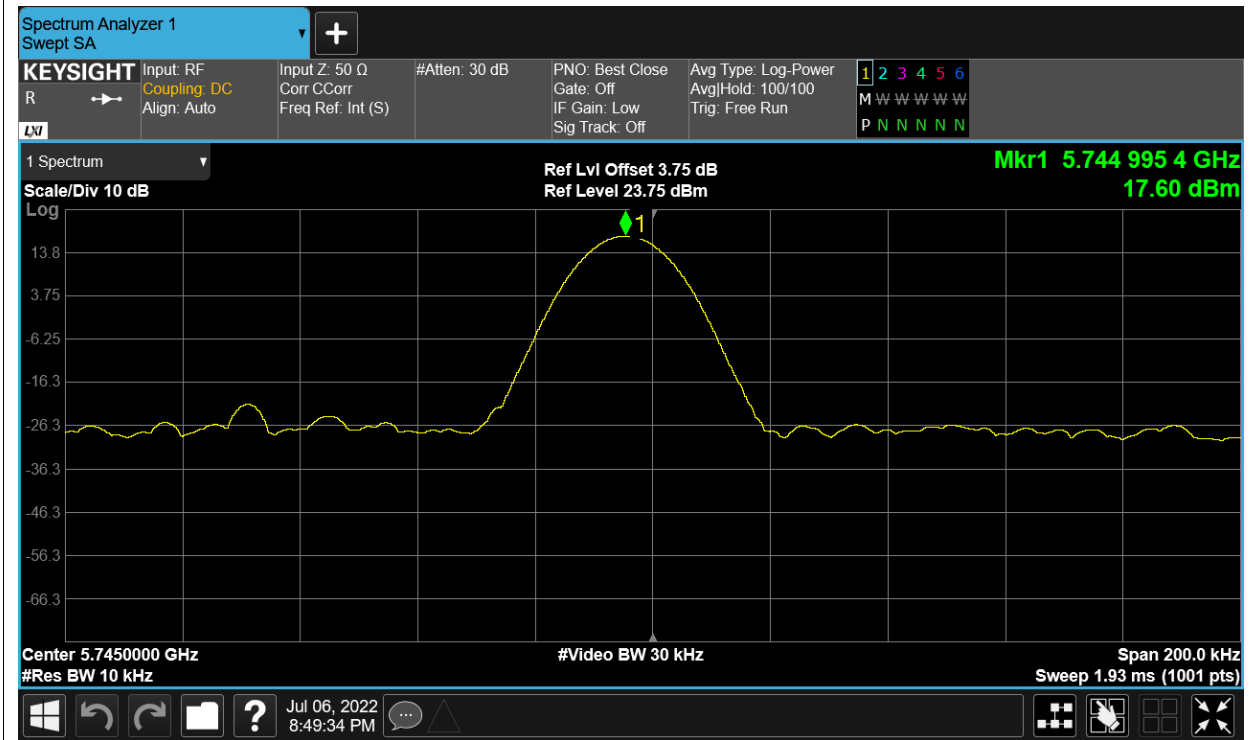 Spectrum Analyzer 1
Swept SA
KEYSIGHT
R
LXI
Input: RF
Coupling: DC
Align: Auto
Input Z: 50 Ω
Corr CCorr
Freq Ref: Int (S)
#Atten: 30 dB
PNO: Best Close
Gate: Off
IF Gain: Low
Sig Track: Off
Avg Type: Log-Power
Avg|Hold: 100/100
Trig: Free Run
1 2 3 4 5 6
M W W W W W
P N N N N N
1 Spectrum
Scale/Div 10 dB
Ref Lvl Offset 3.75 dB
Ref Level 23.75 dBm
Mkr1 5.744 995 4 GHz
17.60 dBm
Log
1
13.8
3.75
-6.25
-16.3
-26.3
-36.3
-46.3
-56.3
-66.3
Center 5.7450000 GHz
#Video BW 30 kHz
Span 200.0 kHz
#Res BW 10 kHz
Sweep 1.93 ms (1001 pts)
?
Jul 06, 2022
8:49:34 PM